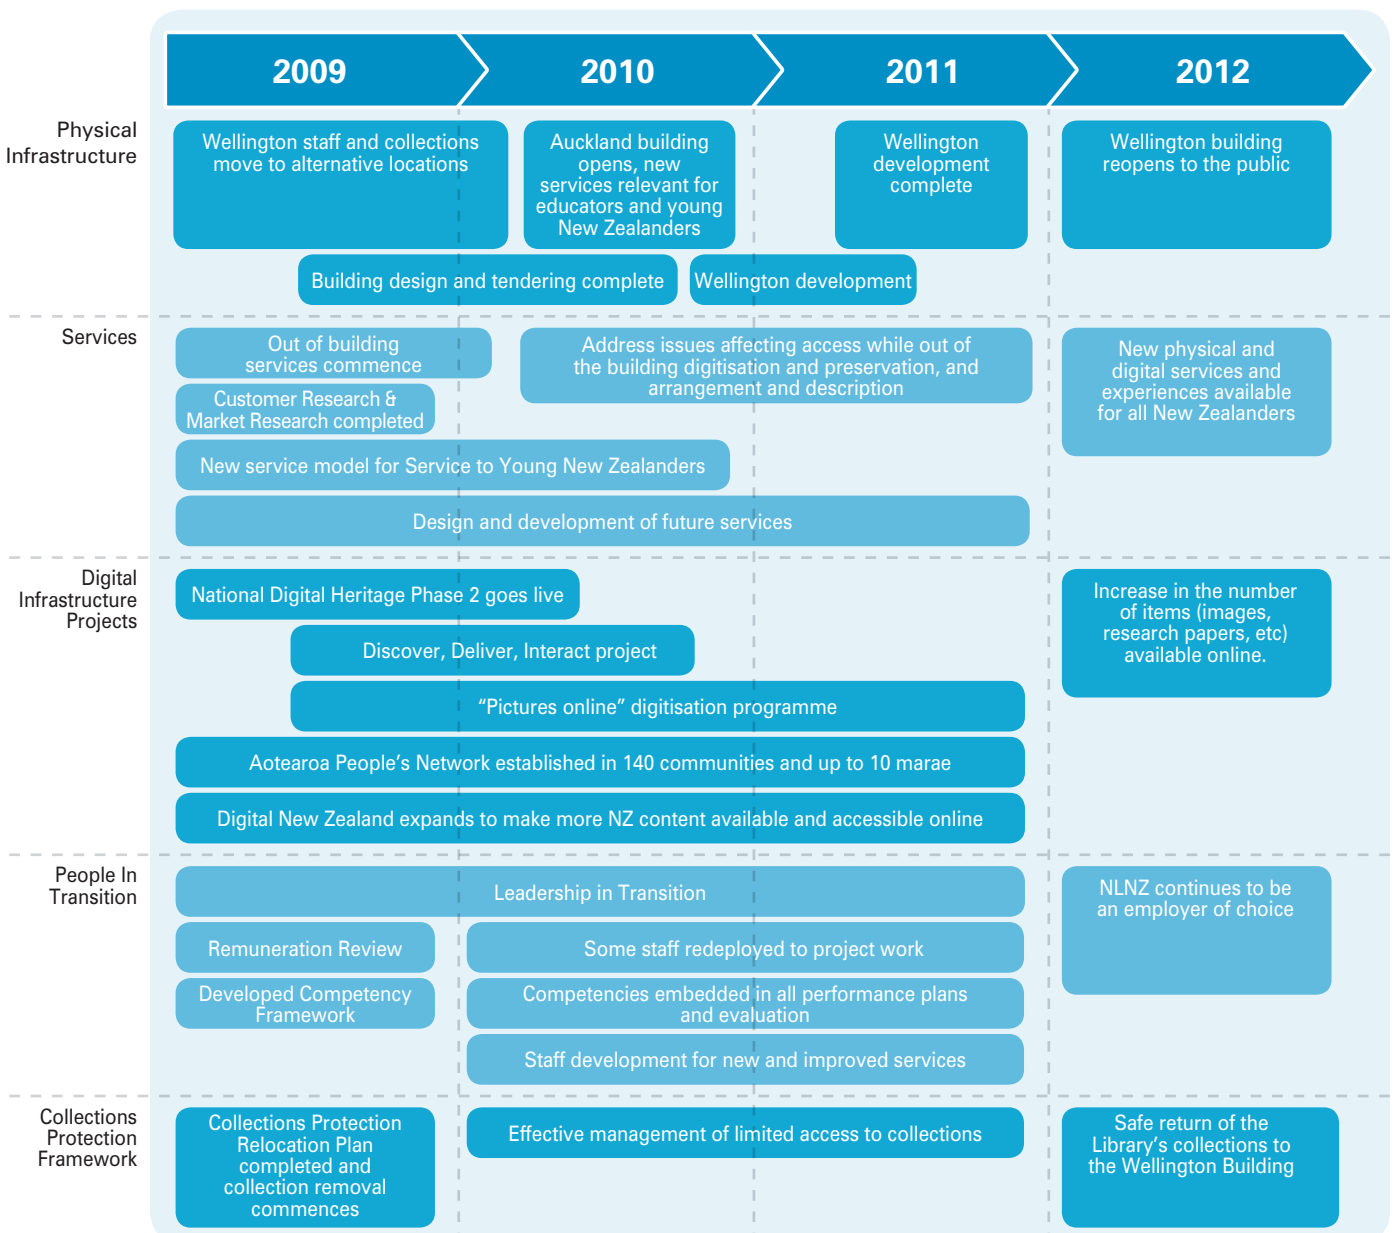 2009
2010
2011
2012
Physical
Infrastructure
Wellington staff and collections
move to alternative locations
Auckland building
opens, new
services relevant for
educators and young
New Zealanders
Wellington
development
complete
Wellington building
reopens to the public
Building design and tendering complete
Wellington development
Services
Out of building
services commence
Address issues affecting access while out of
the building digitisation and preservation, and
arrangement and description
New physical and
digital services and
experiences available
for all New Zealanders
Customer Research &
Market Research completed
New service model for Service to Young New Zealanders
Design and development of future services
Digital
Infrastructure
Projects
National Digital Heritage Phase 2 goes live
Increase in the number
of items (images,
research papers, etc)
available online.
Discover, Deliver, Interact project
“Pictures online” digitisation programme
Aotearoa People’s Network established in 140 communities and up to 10 marae
Digital New Zealand expands to make more NZ content available and accessible online
People In
Transition
Leadership in Transition
NLNZ continues to be
an employer of choice
Remuneration Review
Some staff redeployed to project work
Developed Competency
Framework
Competencies embedded in all performance plans
and evaluation
Staff development for new and improved services
Collections
Protection
Framework
Collections Protection
Relocation Plan
completed and
collection removal
commences
Effective management of limited access to collections
Safe return of the
Library’s collections to
the Wellington Building